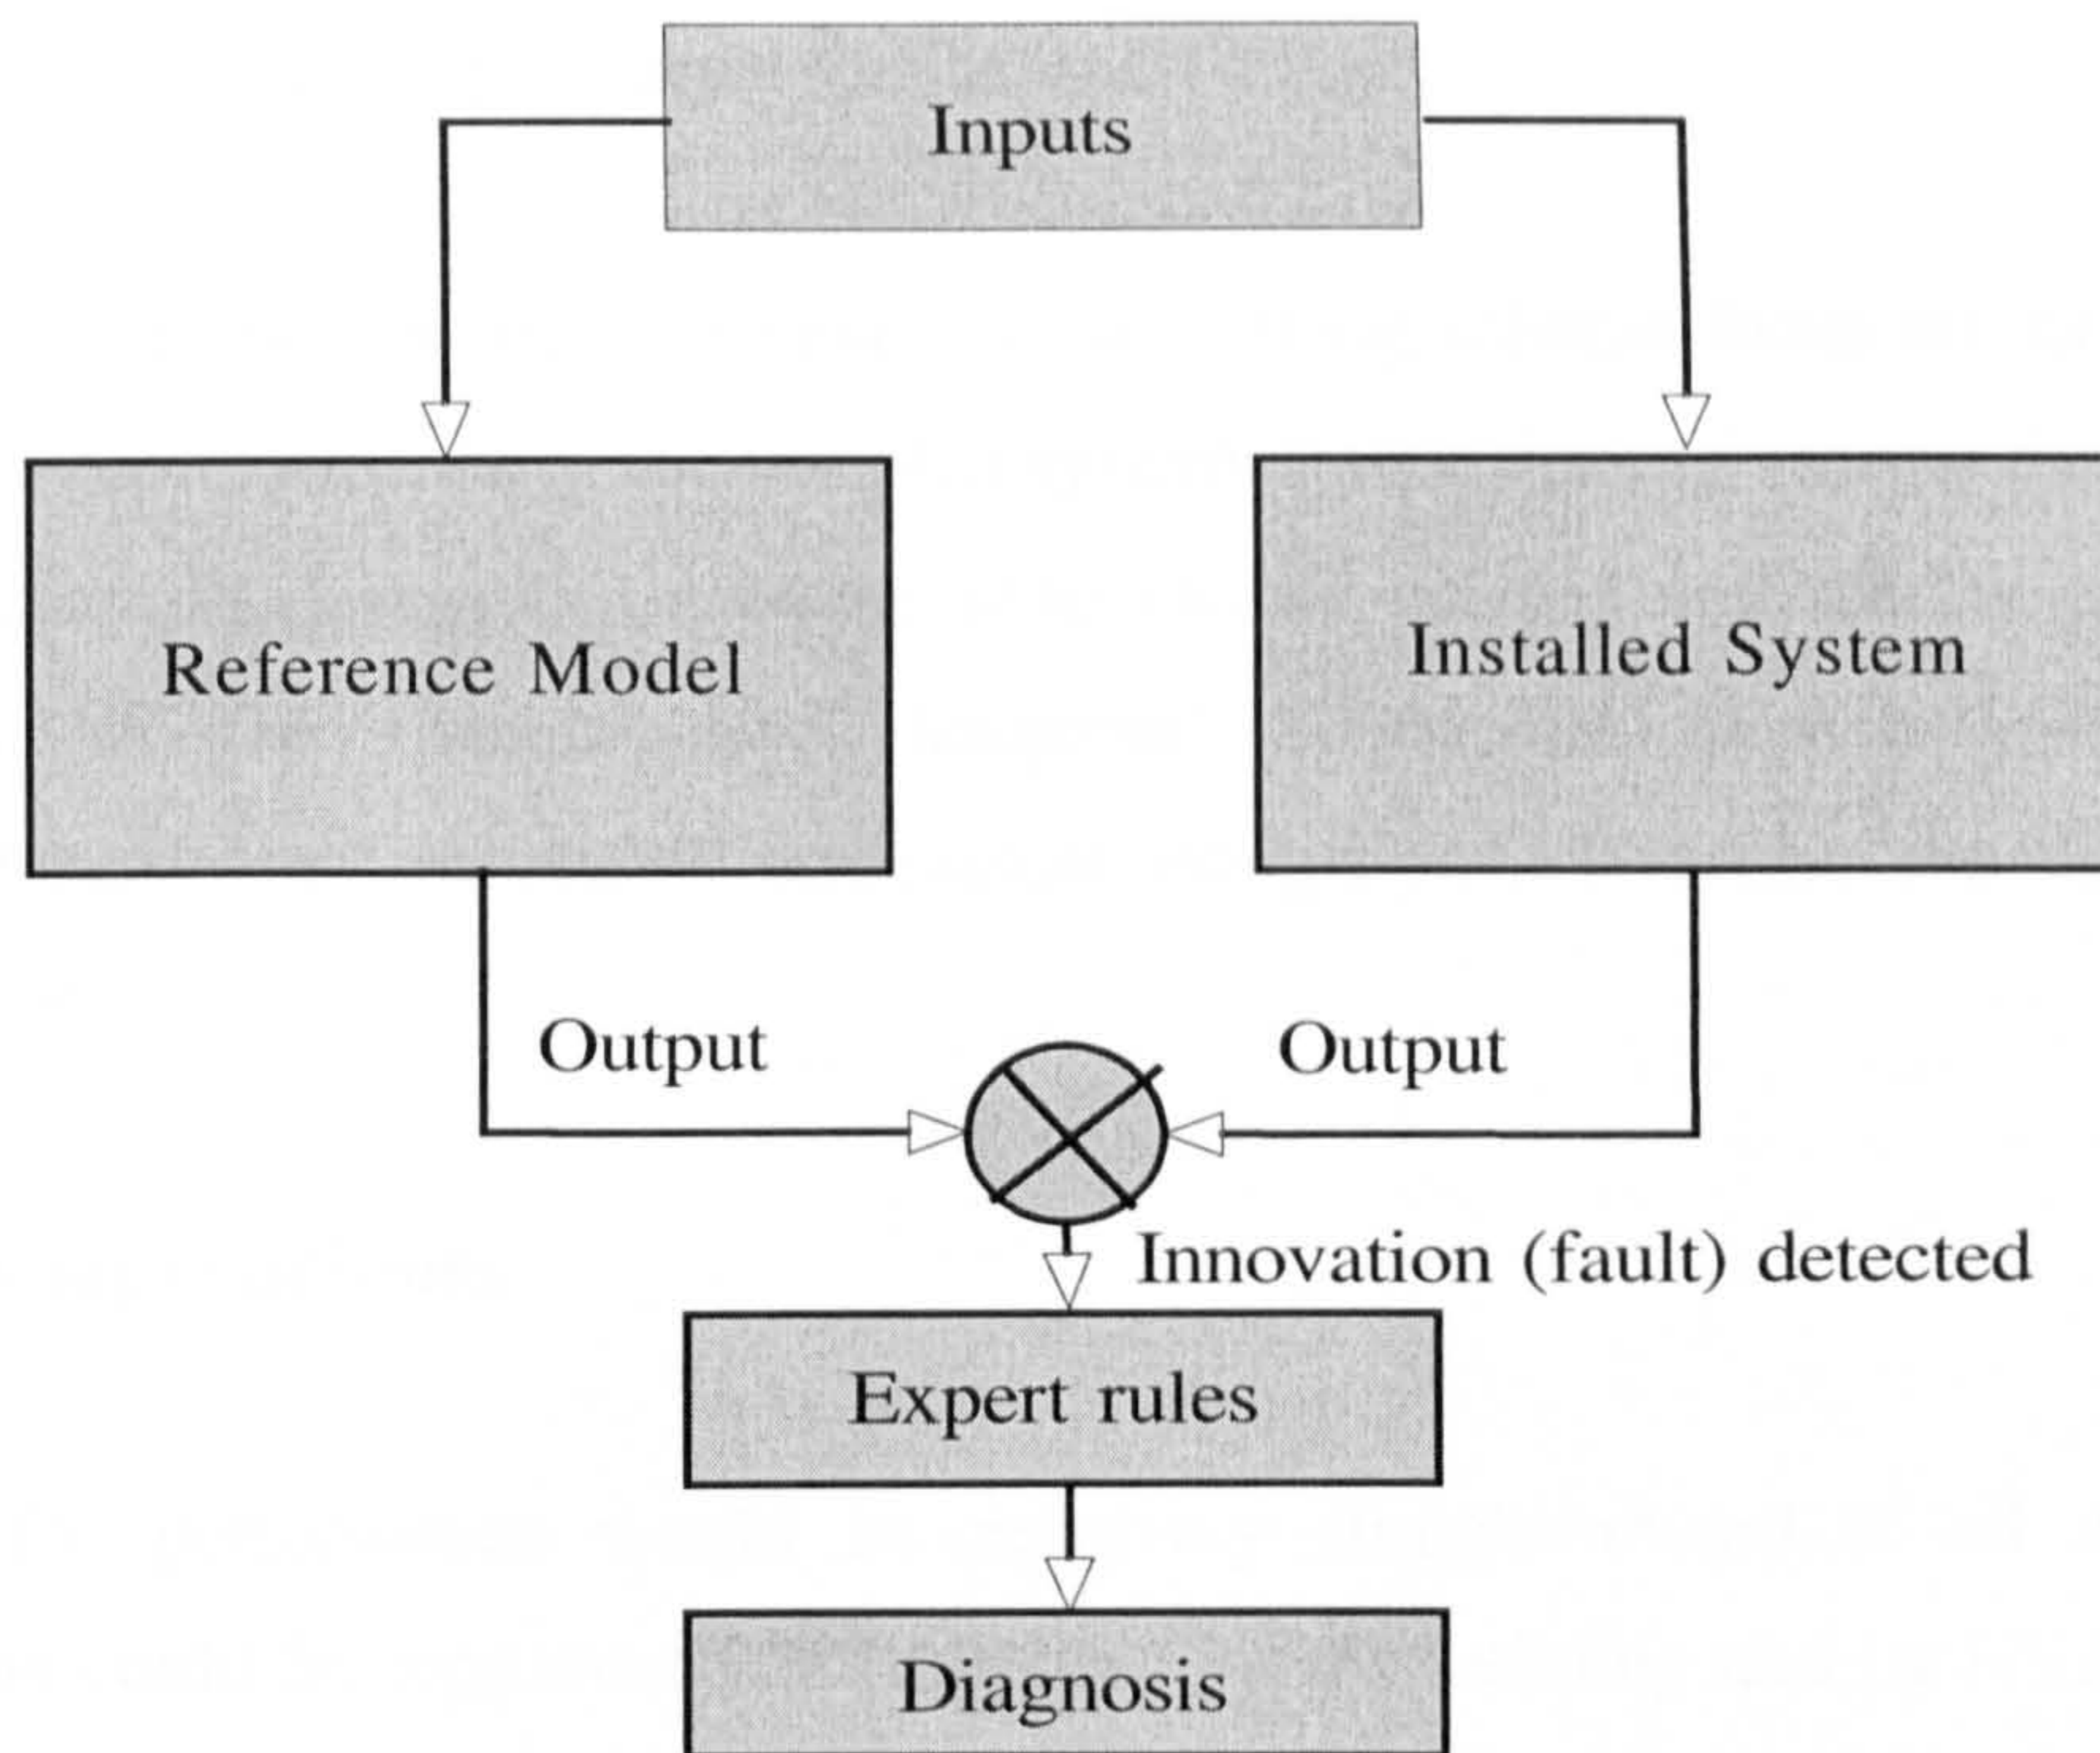 Inputs
Reference Model
Installed System
Output
Output
Innovation (fault) detected
Expert rules
Diagnosis